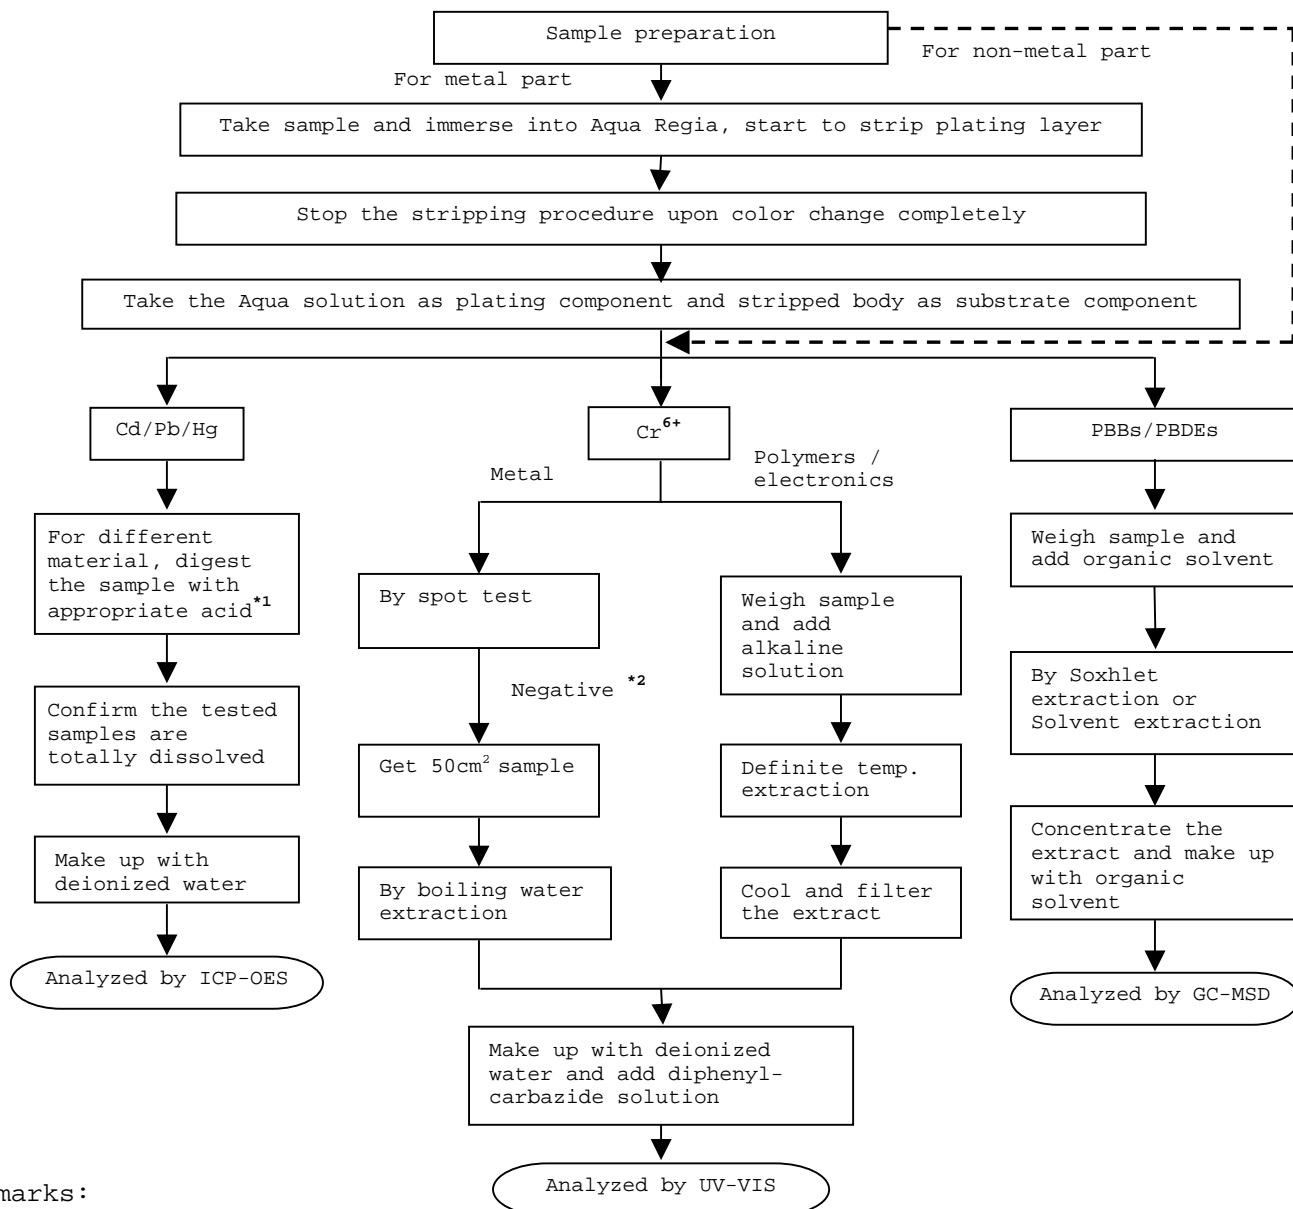 Sample preparation
For non-metal part
For metal part
Take sample and immerse into Aqua Regia, start to strip plating layer
Stop the stripping procedure upon color change completely
Take the Aqua solution as plating component and stripped body as substrate component
Cd/Pb/Hg
Cr6+
PBBs/PBDEs
Metal
Polymers /
electronics
For different
material, digest
the sample with
appropriate acid*1
By spot test
Weigh sample
and add
alkaline
solution
Weigh sample and
add organic solvent
Negative *2
Confirm the tested
samples are
totally dissolved
Get 50cm2 sample
Definite temp.
extraction
By Soxhlet
extraction or
Solvent extraction
Make up with
deionized water
By boiling water
extraction
Cool and filter
the extract
Concentrate the
extract and make up
with organic
solvent
Analyzed by ICP-OES
Analyzed by GC-MSD
Make up with deionized
water and add diphenyl-
carbazide solution
Analyzed by UV-VIS
marks: